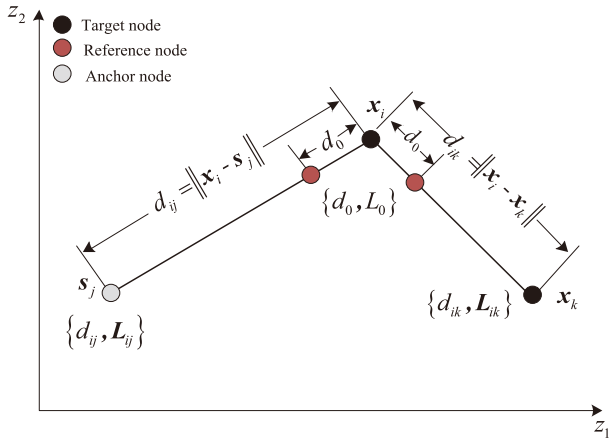 z₂
Target node
Reference node
Anchor node
xᵢ
d₀
d₀
dᵢⱼ = ‖xᵢ - sⱼ‖
dᵢₖ = ‖xᵢ - xₖ‖
{d₀, L₀}
sⱼ
{dᵢⱼ, Lᵢⱼ}
{dᵢₖ, Lᵢₖ}
xₖ
z₁